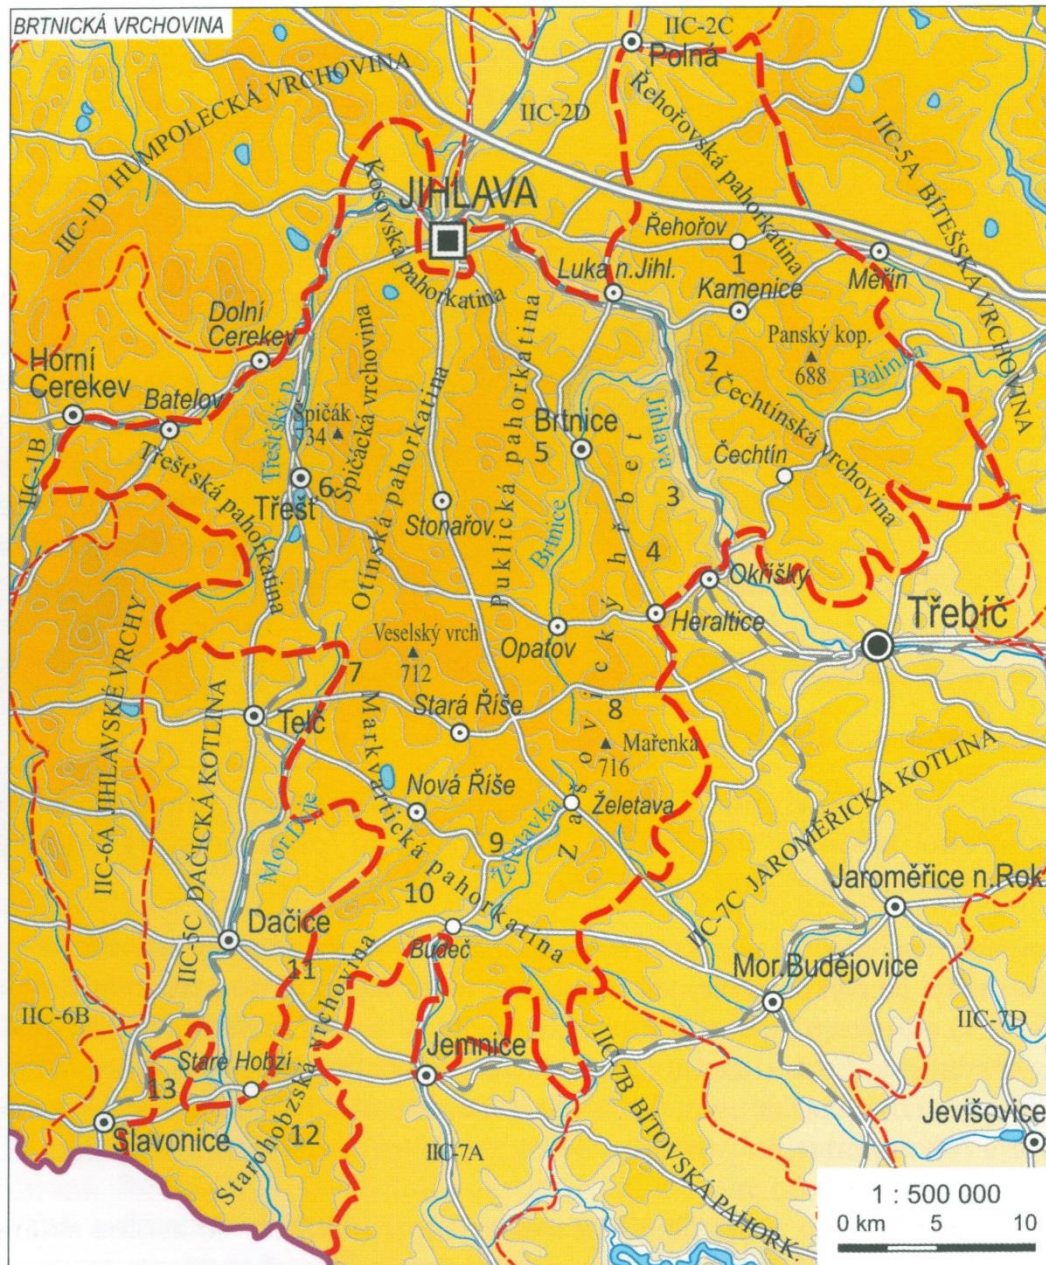 BRTNICKÁ VRCHOVINA
IIC-2C
Polná
IIC-1D HUMPOLECKÁ VRCHOVINA
IIC-2D
Řehořovská pahorkatina
IIC-5A BÍTEŠSKÁ VRCHOVINA
Kosovská pahorkatina
JIHLAVA
Řehořov
1
Měřín
Luka n.Jihl.
Kamenice
Dolní
Cerekev
Panský kop.
688
2
Balinka
Horní
Cerekev
Batelov
Třešťský p.
Špičák
734
Špičácká vrchovina
Otínská pahorkatina
Puklická pahorkatina
Brtnice
5
Jihlava
Čechtínská vrchovina
Čechtín
IIC-1B
Třešťská pahorkatina
6
Třešť
Stonařov
3
Brtnice
Zašovický hřbet
4
Okříšky
Heraltice
Třebíč
Opatov
IIC-6A JIHLAVSKÉ VRCHY
Veselský vrch
712
7
Telč
Stará Říše
8
Mařenka
716
Markvartická pahorkatina
IIC-5C DAČICKÁ KOTLINA
Mor.Dyje
Nová Říše
Želetava
Želetavka
9
IIC-7C JAROMĚŘICKÁ KOTLINA
10
Jaroměřice n.Rok.
Dačice
Budeč
11
Mor.Budějovice
IIC-6B
IIC-7D
Starohobzská vrchovina
Staré Hobzí
Jemnice
13
IIC-7B BÍTOVSKÁ PAHORK.
Slavonice
12
IIC-7A
Jevišovice
1 : 500 000
0 km 5 10